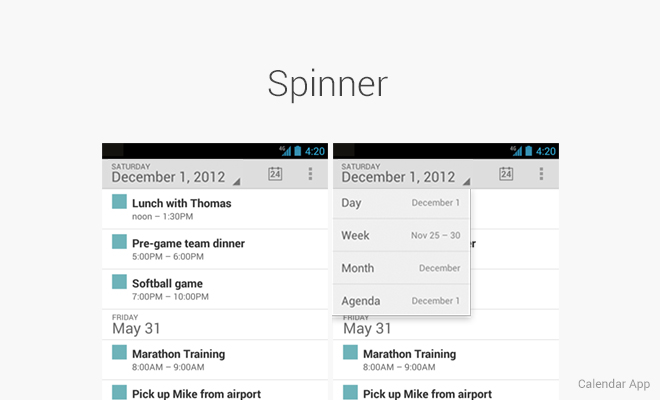 Spinner
4G 4:20
SATURDAY
December 1, 2012
24
Lunch with Thomas
noon – 1:30PM
Pre-game team dinner
5:00PM – 6:00PM
Softball game
7:00PM – 10:00PM
FRIDAY
May 31
Marathon Training
8:00AM – 9:00AM
Pick up Mike from airport
4G 4:20
SATURDAY
December 1, 2012
24
Day December 1
Week Nov 25 – 30
Month December
Agenda December 1
r
FRIDAY
May 31
Marathon Training
8:00AM – 9:00AM
Pick up Mike from airport
Calendar App